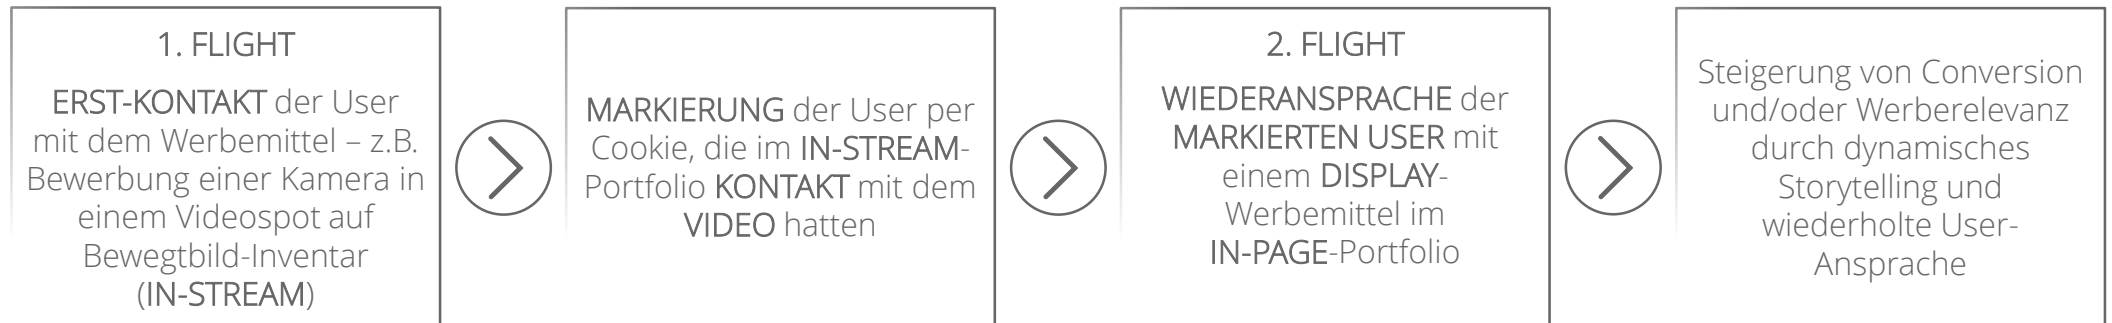 1. FLIGHT
ERST-KONTAKT der User
mit dem Werbemittel – z.B.
Bewerbung einer Kamera in
einem Videospot auf
Bewegtbild-Inventar
(IN-STREAM)
MARKIERUNG der User per
Cookie, die im IN-STREAM-
Portfolio KONTAKT mit dem
VIDEO hatten
2. FLIGHT
WIEDERANSPRACHE der
MARKIERTEN USER mit
einem DISPLAY-
Werbemittel im
IN-PAGE-Portfolio
Steigerung von Conversion
und/oder Werberelevanz
durch dynamisches
Storytelling und
wiederholte User-
Ansprache